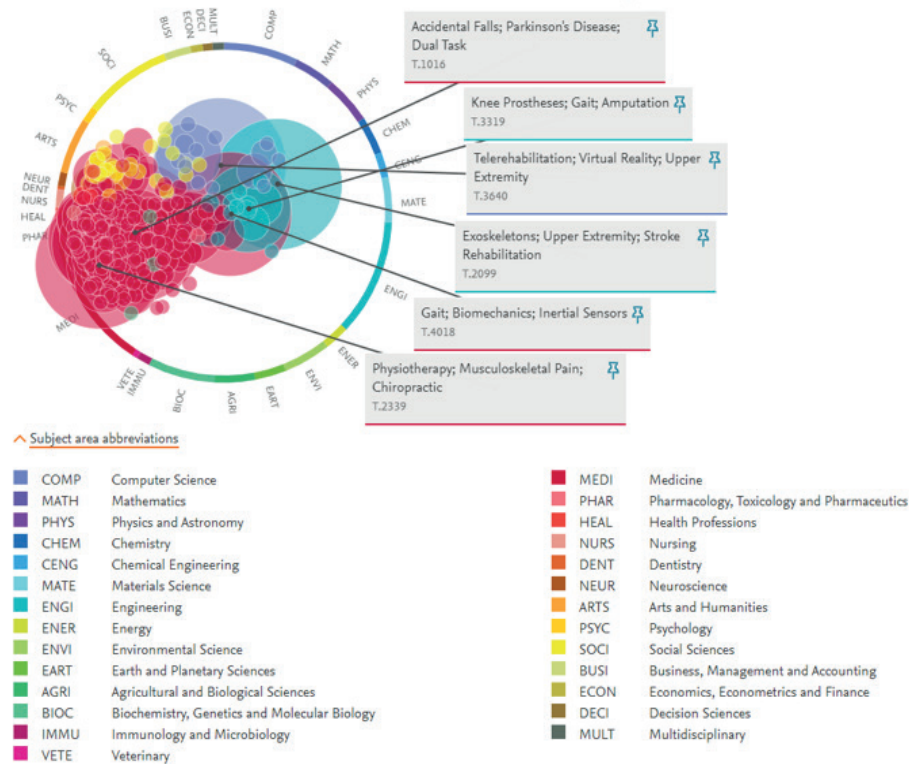 MULT
DECI
ECON
BUSI
SOCI
PSYC
ARTS
NEUR
DENT
NURS
HEAL
PHAR
MEDI
VETE
IMMU
BIOC
AGRI
EART
ENVI
ENER
ENGI
MATE
CENG
CHEM
PHYS
MATH
COMP
Accidental Falls; Parkinson's Disease;
Dual Task
T.1016
Knee Prostheses; Gait; Amputation
T.3319
Telerehabilitation; Virtual Reality; Upper
Extremity
T.3640
Exoskeletons; Upper Extremity; Stroke
Rehabilitation
T.2099
Gait; Biomechanics; Inertial Sensors
T.4018
Physiotherapy; Musculoskeletal Pain;
Chiropractic
T.2339
Subject area abbreviations
COMP Computer Science
MATH Mathematics
PHYS Physics and Astronomy
CHEM Chemistry
CENG Chemical Engineering
MATE Materials Science
ENGI Engineering
ENER Energy
ENVI Environmental Science
EART Earth and Planetary Sciences
AGRI Agricultural and Biological Sciences
BIOC Biochemistry, Genetics and Molecular Biology
IMMU Immunology and Microbiology
VETE Veterinary
MEDI Medicine
PHAR Pharmacology, Toxicology and Pharmaceutics
HEAL Health Professions
NURS Nursing
DENT Dentistry
NEUR Neuroscience
ARTS Arts and Humanities
PSYC Psychology
SOCI Social Sciences
BUSI Business, Management and Accounting
ECON Economics, Econometrics and Finance
DECI Decision Sciences
MULT Multidisciplinary